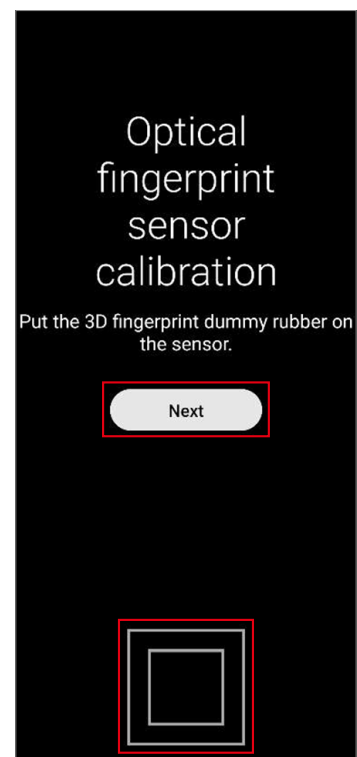 Optical
fingerprint
sensor
calibration
Put the 3D fingerprint dummy rubber on
the sensor.
Next